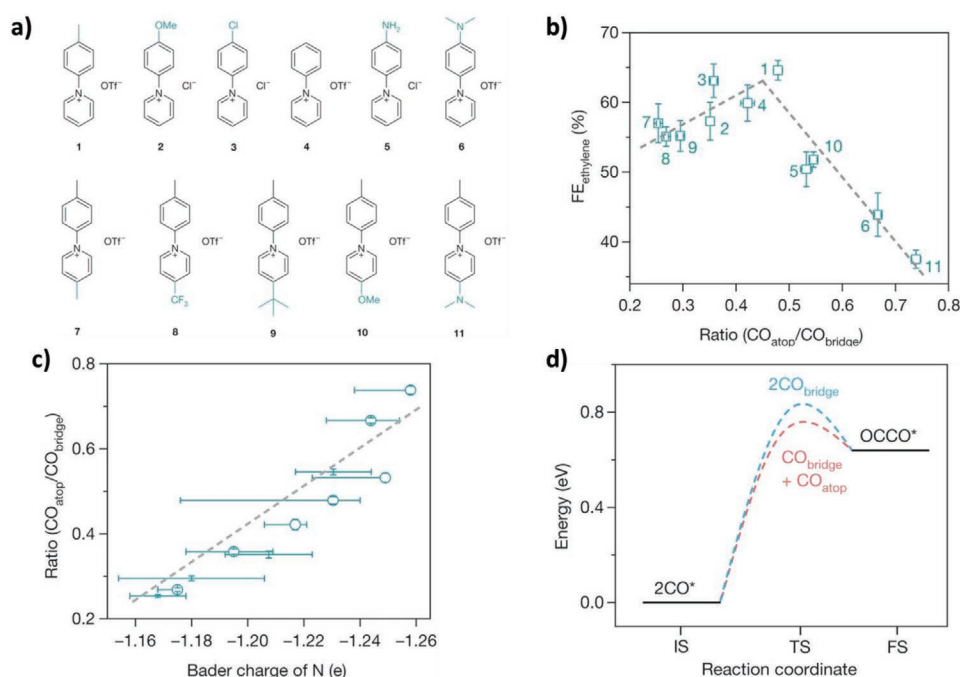 a)
Cl
NH₂
N
OMe
N⁺ OTf⁻
N⁺ Cl⁻
N⁺ Cl⁻
N⁺ OTf⁻
N⁺ Cl⁻
N⁺ OTf⁻
1 2 3 4 5 6
N⁺ OTf⁻
N⁺ OTf⁻
N⁺ OTf⁻
N⁺ OTf⁻
N⁺ OTf⁻
CF₃
OMe
N
7 8 9 10 11
b)
FEethylene (%)
70
60
50
40
1
3
4
7
2
8
9
10
5
6
11
0.2 0.3 0.4 0.5 0.6 0.7 0.8
Ratio (COatop/CObridge)
c)
Ratio (COatop/CObridge)
0.8
0.6
0.4
0.2
−1.16 −1.18 −1.20 −1.22 −1.24 −1.26
Bader charge of N (e)
d)
Energy (eV)
0.8
0.4
0.0
2CObridge
OCCO*
CObridge
+ COatop
2CO*
IS TS FS
Reaction coordinate